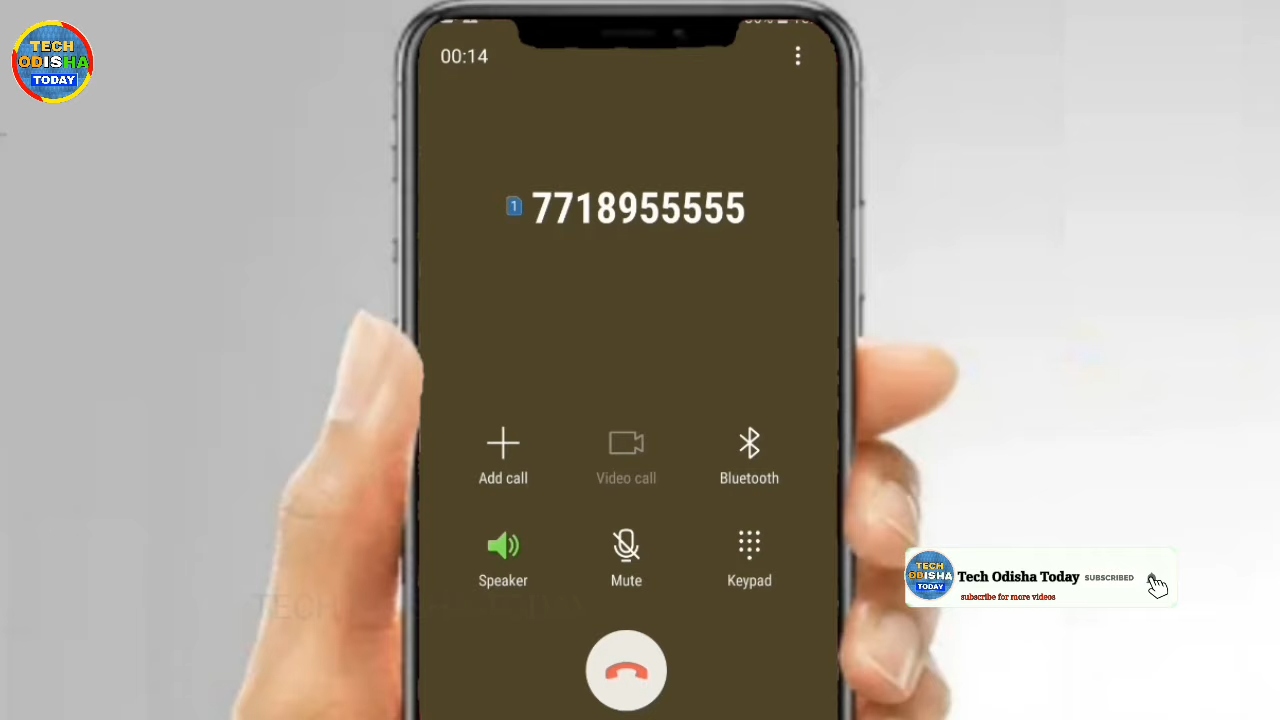 TECH
ODISHA
TODAY
00:14
1 7718955555
Add call
Video call
Bluetooth
Speaker
Mute
Keypad
TECH
ODISHA
TODAY
Tech Odisha Today SUBSCRIBED
subscribe for more videos